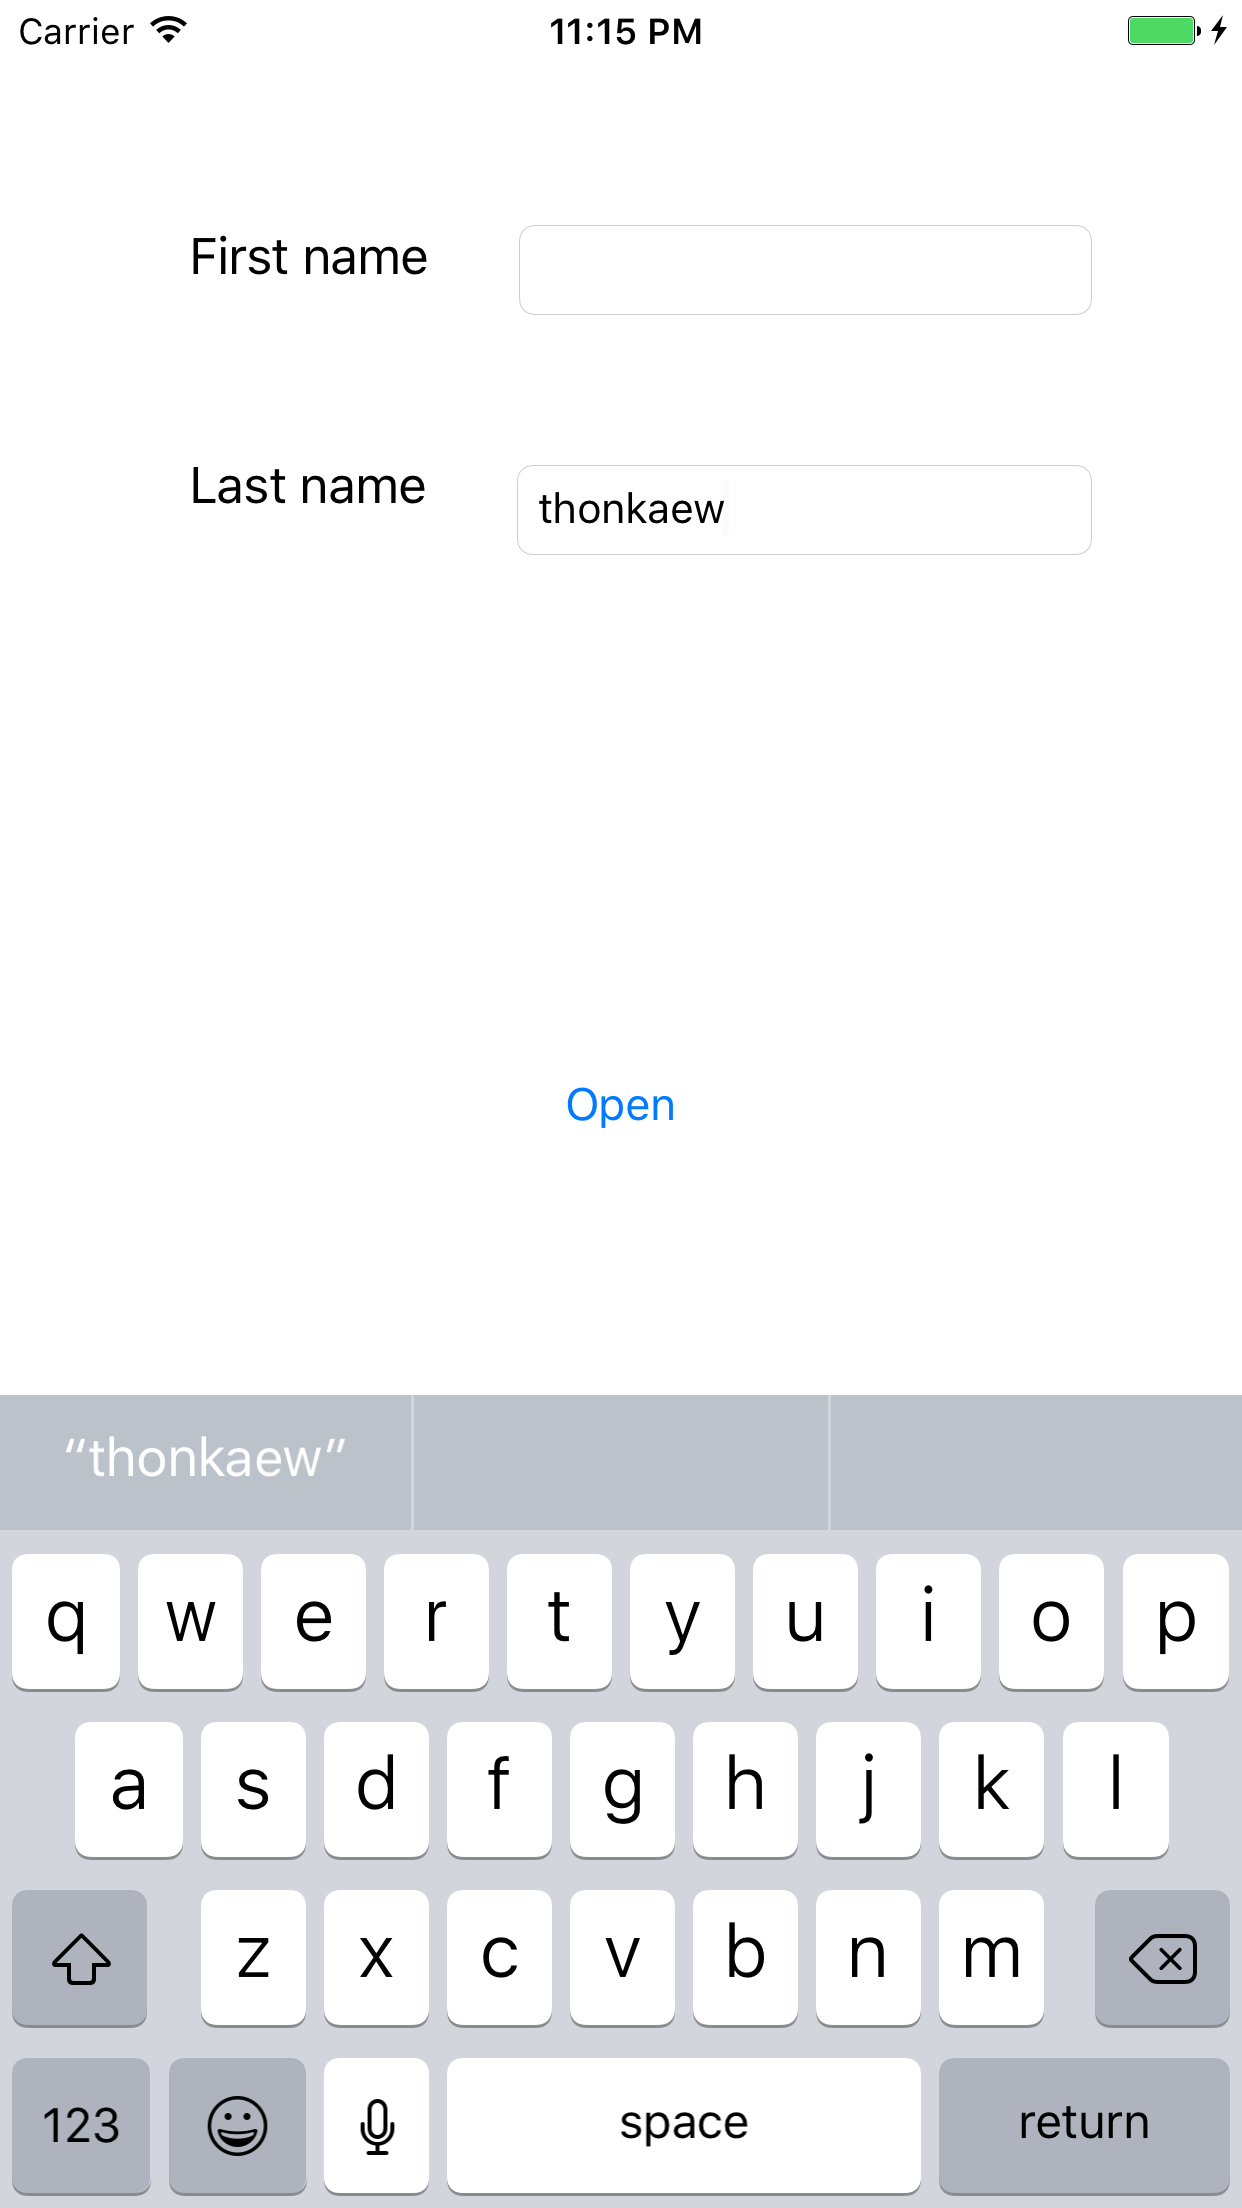 Carrier 11:15 PM
First name
Last name thonkaew
Open
“thonkaew”
q w e r t y u i o p
a s d f g h j k l
z x c v b n m
123 space return